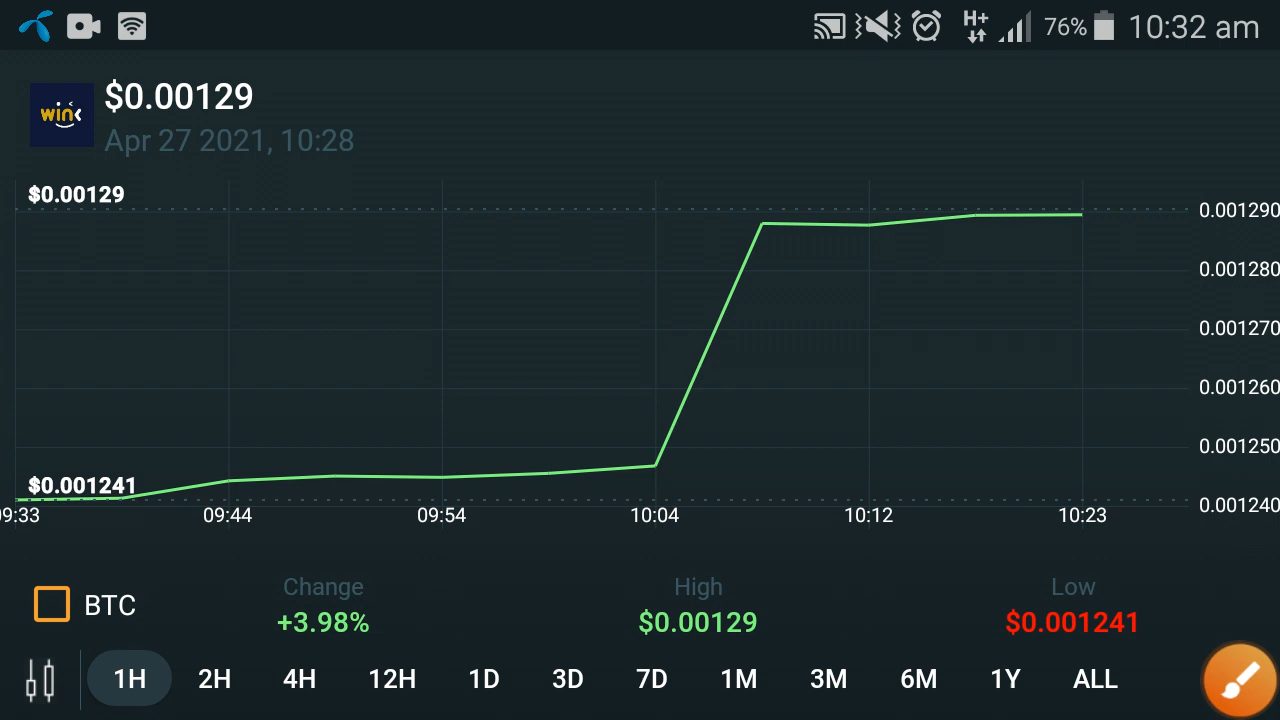 H+ 76% 10:32 am
wink
$0.00129
Apr 27 2021, 10:28
$0.00129
0.001290
0.001280
0.001270
0.001260
0.001250
$0.001241
0.001240
09:33 09:44 09:54 10:04 10:12 10:23
BTC
Change High Low
+3.98% $0.00129 $0.001241
1H 2H 4H 12H 1D 3D 7D 1M 3M 6M 1Y ALL